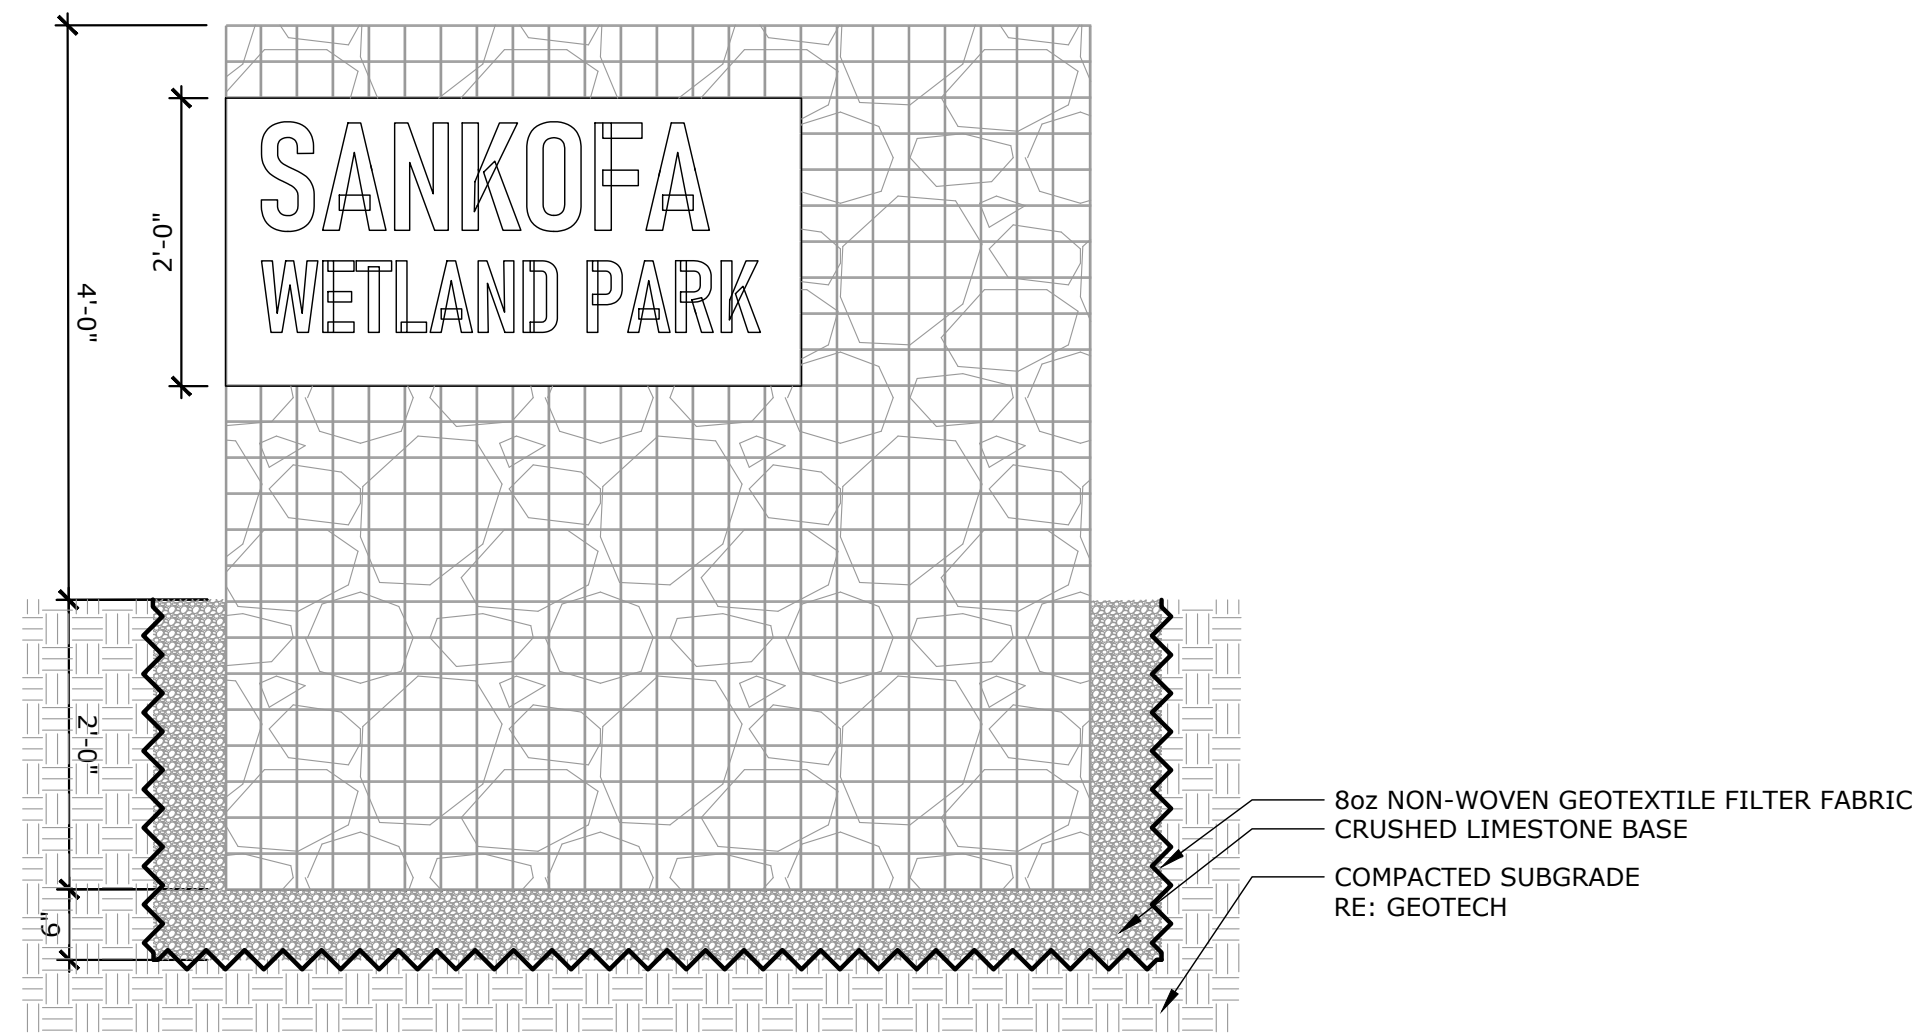 SANKOFA
WETLAND PARK
4'-0"
2'-0"
2'-0"
6"
8oz NON-WOVEN GEOTEXTILE FILTER FABRIC
CRUSHED LIMESTONE BASE
COMPACTED SUBGRADE
RE: GEOTECH